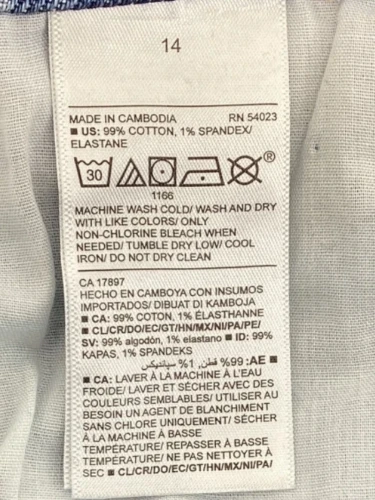 14
MADE IN CAMBODIA RN 54023
■ US: 99% COTTON, 1% SPANDEX/
ELASTANE
30 ®
1166
MACHINE WASH COLD/ WASH AND DRY
WITH LIKE COLORS/ ONLY
NON-CHLORINE BLEACH WHEN
NEEDED/ TUMBLE DRY LOW/ COOL
IRON/ DO NOT DRY CLEAN
CA 17897
HECHO EN CAMBOYA CON INSUMOS
IMPORTADOS/ DIBUAT DI KAMBOJA
■ CA: 99% COTON, 1% ÉLASTHANNE
■ CL/CR/DO/EC/GT/HN/MX/NI/PA/PE/
SV: 99% algodón, 1% elastano ■ ID: 99%
KAPAS, 1% SPANDEKS
■ AE: 99% قطن, 1% سباندیکس
■ CA: LAVER À LA MACHINE À L'EAU
FROIDE/ LAVER ET SÉCHER AVEC DES
COULEURS SEMBLABLES/ UTILISER AU
BESOIN UN AGENT DE BLANCHIMENT
SANS CHLORE UNIQUEMENT/ SÉCHER
À LA MACHINE À BASSE
TEMPÉRATURE/ REPASSER À BASSE
TEMPÉRATURE/ NE PAS NETTOYER À
SEC ■ CL/CR/DO/EC/GT/HN/MX/NI/PA/